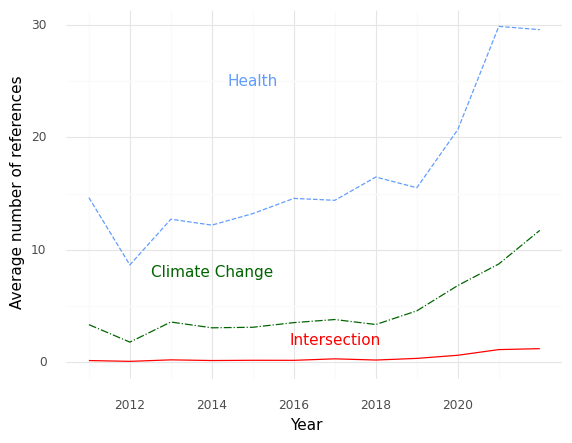 30
20
10
0
Average number of references
Health
Climate Change
Intersection
2012 2014 2016 2018 2020
Year